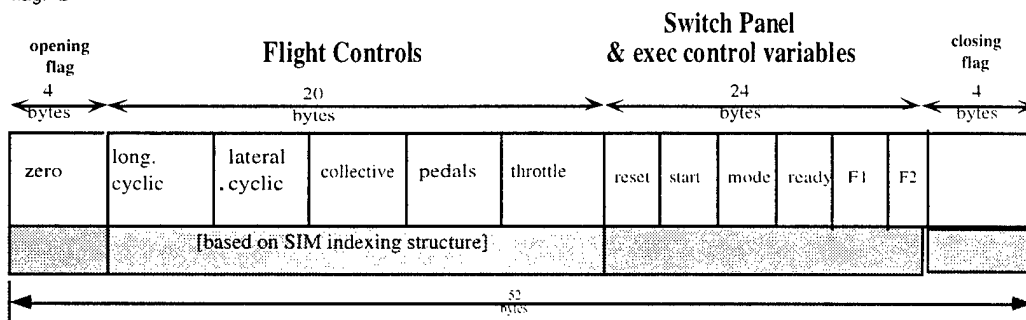 Switch Panel
opening
flag
Flight Controls
& exec control variables
closing
flag
4
bytes
20
bytes
24
bytes
4
bytes
zero
long.
cyclic
lateral
.cyclic
collective
pedals
throttle
reset
start
mode
ready
F1
F2
[based on SIM indexing structure]
52
bytes